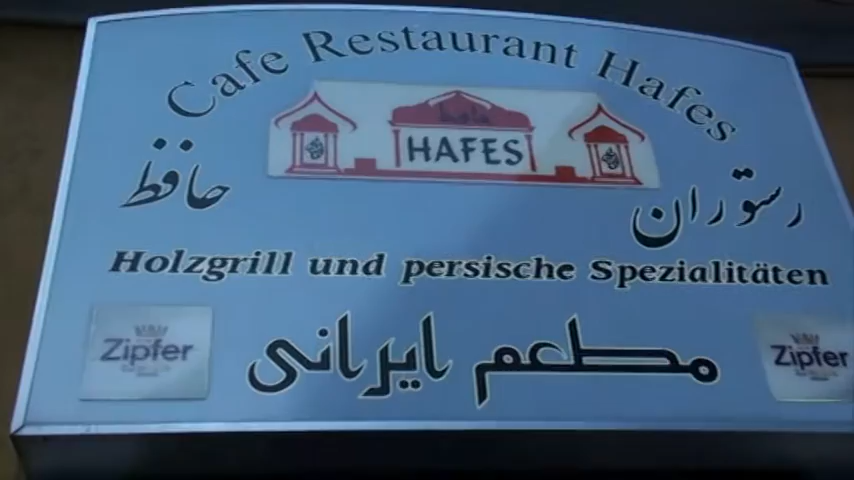 Cafe Restaurant Hafes
HAFES
رستوران حافظ
Holzgrill und persische Spezialitäten
Zipfer
مطعم ایرانی
Zipfer